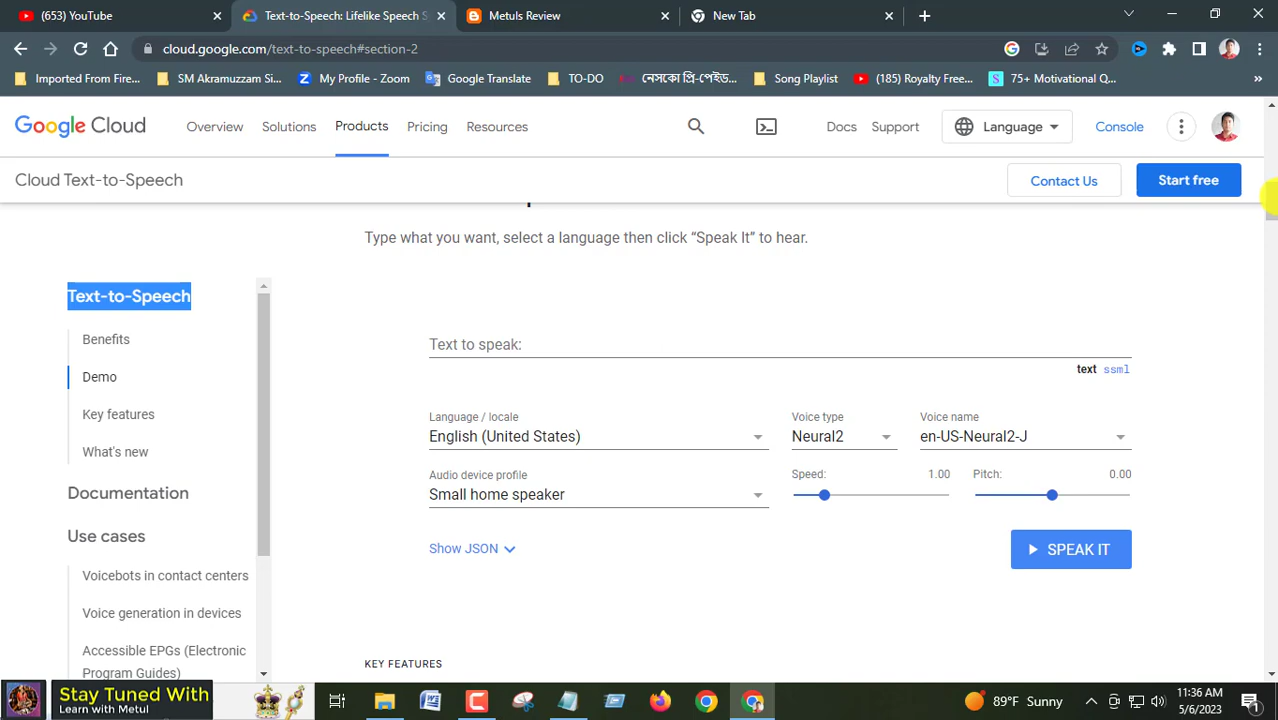 (653) YouTube
Text-to-Speech: Lifelike Speech S
Metuls Review
New Tab
cloud.google.com/text-to-speech#section-2
Imported From Fire...
SM Akramuzzam Si...
My Profile - Zoom
Google Translate
TO-DO
নেসকো প্রি-পেইড...
Song Playlist
(185) Royalty Free...
75+ Motivational Q...
Google Cloud
Overview
Solutions
Products
Pricing
Resources
Docs
Support
Language
Console
Cloud Text-to-Speech
Contact Us
Start free
Type what you want, select a language then click “Speak It” to hear.
Text-to-Speech
Benefits
Demo
Key features
What's new
Documentation
Use cases
Voicebots in contact centers
Voice generation in devices
Accessible EPGs (Electronic
Program Guides)
Text to speak:
text ssml
Language / locale
English (United States)
Voice type
Neural2
Voice name
en-US-Neural2-J
Audio device profile
Small home speaker
Speed: 1.00
Pitch: 0.00
Show JSON
SPEAK IT
KEY FEATURES
Stay Tuned With
Learn with Metul
89°F Sunny
11:36 AM
5/6/2023